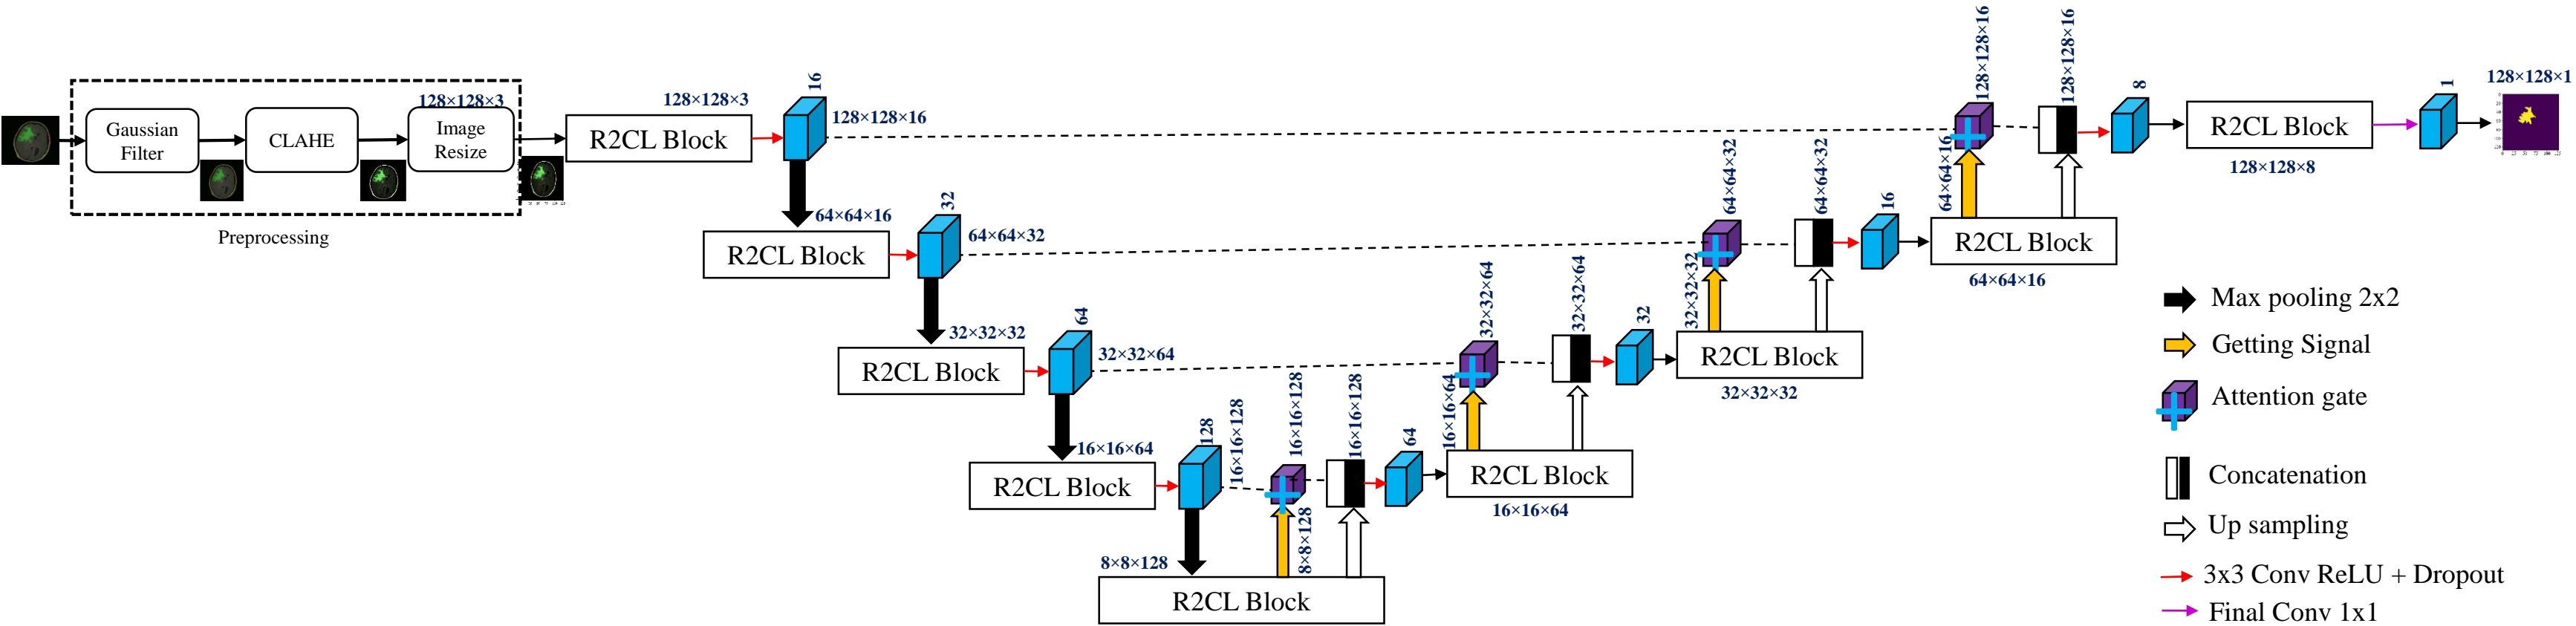 Gaussian
Filter
CLAHE
128×128×3
Image
Resize
Preprocessing
128×128×3
R2CL Block
16
128×128×16
64×64×16
R2CL Block
32
64×64×32
32×32×32
R2CL Block
64
32×32×64
16×16×64
R2CL Block
128
16×16×128
8×8×128
R2CL Block
8×8×128
16×16×128
16×16×128
64
R2CL Block
16×16×64
16×16×64
32×32×64
32×32×64
32
R2CL Block
32×32×32
32×32×32
64×64×32
64×64×32
16
R2CL Block
64×64×16
64×64×16
128×128×16
128×128×16
8
R2CL Block
128×128×8
1
128×128×1
Max pooling 2x2
Getting Signal
Attention gate
Concatenation
Up sampling
3x3 Conv ReLU + Dropout
Final Conv 1x1